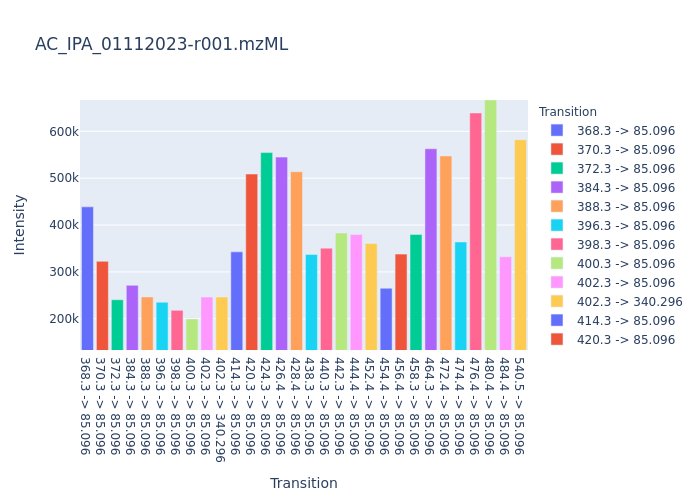 AC_IPA_01112023-r001.mzML
Intensity
600k
500k
400k
300k
200k
368.3 -> 85.096
370.3 -> 85.096
372.3 -> 85.096
384.3 -> 85.096
388.3 -> 85.096
396.3 -> 85.096
398.3 -> 85.096
400.3 -> 85.096
402.3 -> 85.096
402.3 -> 340.296
414.3 -> 85.096
420.3 -> 85.096
424.3 -> 85.096
426.4 -> 85.096
428.4 -> 85.096
438.3 -> 85.096
440.3 -> 85.096
442.3 -> 85.096
444.4 -> 85.096
452.4 -> 85.096
454.4 -> 85.096
456.4 -> 85.096
458.3 -> 85.096
464.3 -> 85.096
472.4 -> 85.096
474.4 -> 85.096
476.4 -> 85.096
480.4 -> 85.096
484.4 -> 85.096
540.5 -> 85.096
Transition
Transition
368.3 -> 85.096
370.3 -> 85.096
372.3 -> 85.096
384.3 -> 85.096
388.3 -> 85.096
396.3 -> 85.096
398.3 -> 85.096
400.3 -> 85.096
402.3 -> 85.096
402.3 -> 340.296
414.3 -> 85.096
420.3 -> 85.096